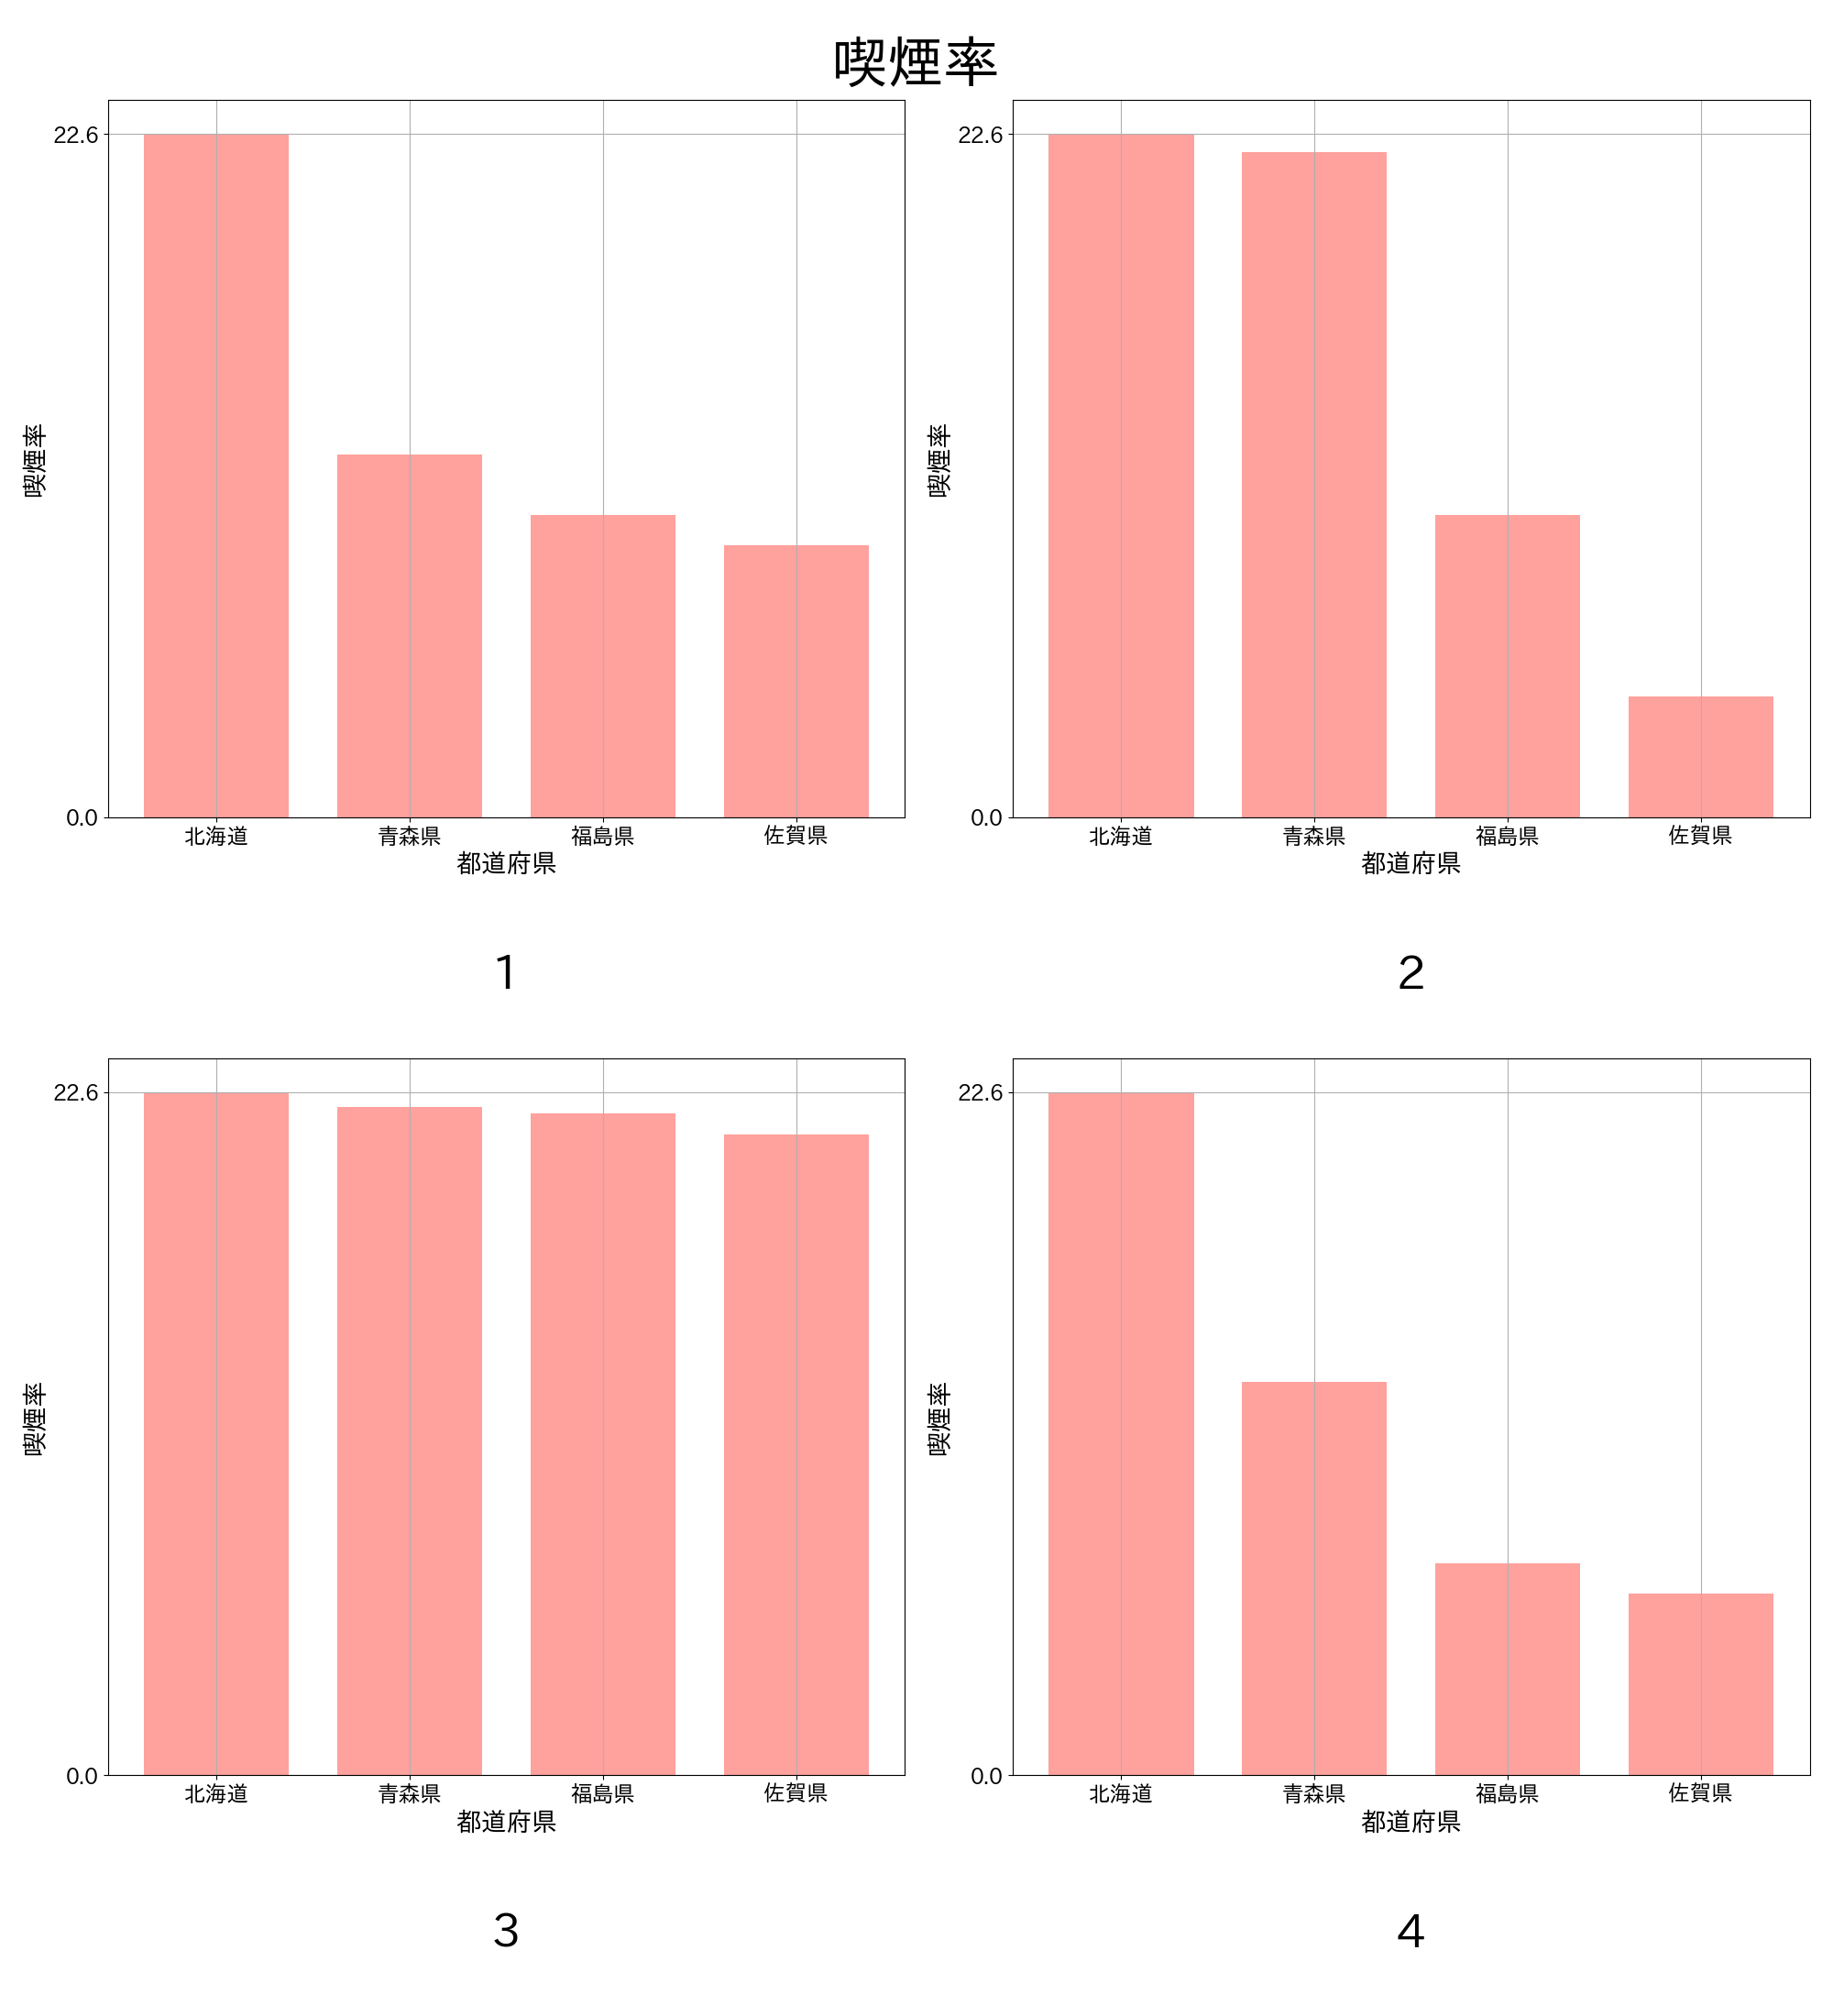 喫煙率
22.6
0.0
喫煙率
北海道 青森県 福島県 佐賀県
都道府県
1
22.6
0.0
喫煙率
北海道 青森県 福島県 佐賀県
都道府県
2
22.6
0.0
喫煙率
北海道 青森県 福島県 佐賀県
都道府県
3
22.6
0.0
喫煙率
北海道 青森県 福島県 佐賀県
都道府県
4